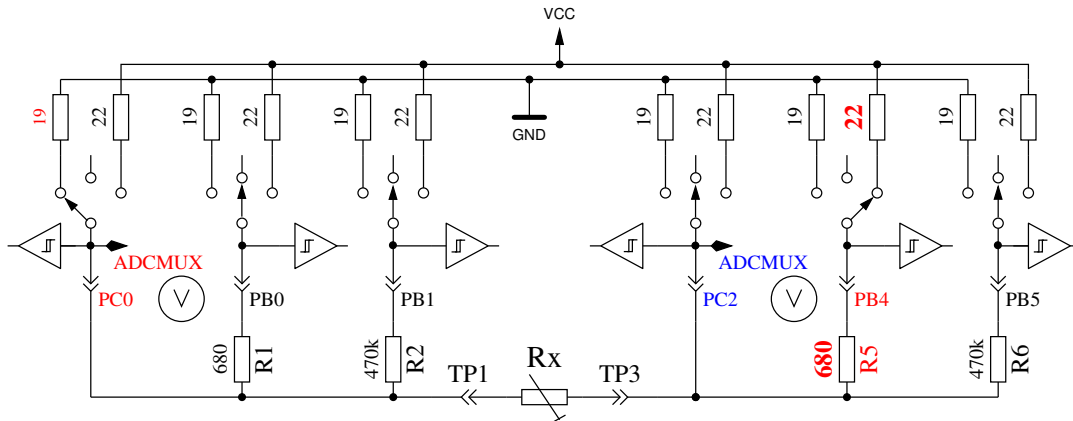 VCC
19
22
19
22
19
22
GND
19
22
19
22
19
22
ADCMUX
ADCMUX
PC0
V
PB0
PB1
PC2
V
PB4
PB5
680
R1
470k
R2
TP1
Rx
TP3
680
R5
470k
R6